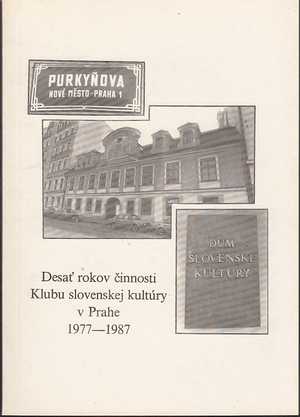 PURKYŇOVA
NOVÉ MĚSTO-PRAHA 1
DŮM
SLOVENSKÉ
KULTURY
Desať rokov činnosti
Klubu slovenskej kultúry
v Prahe
1977—1987